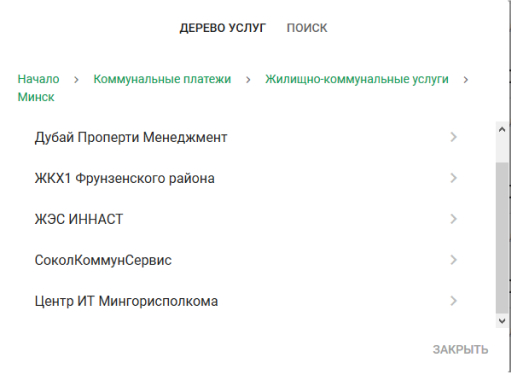 ДЕРЕВО УСЛУГ ПОИСК
Начало > Коммунальные платежи > Жилищно-коммунальные услуги >
Минск
Дубай Проперти Менеджмент
ЖКХ1 Фрунзенского района
ЖЭС ИННАСТ
СоколКоммунСервис
Центр ИТ Мингорисполкома
ЗАКРЫТЬ